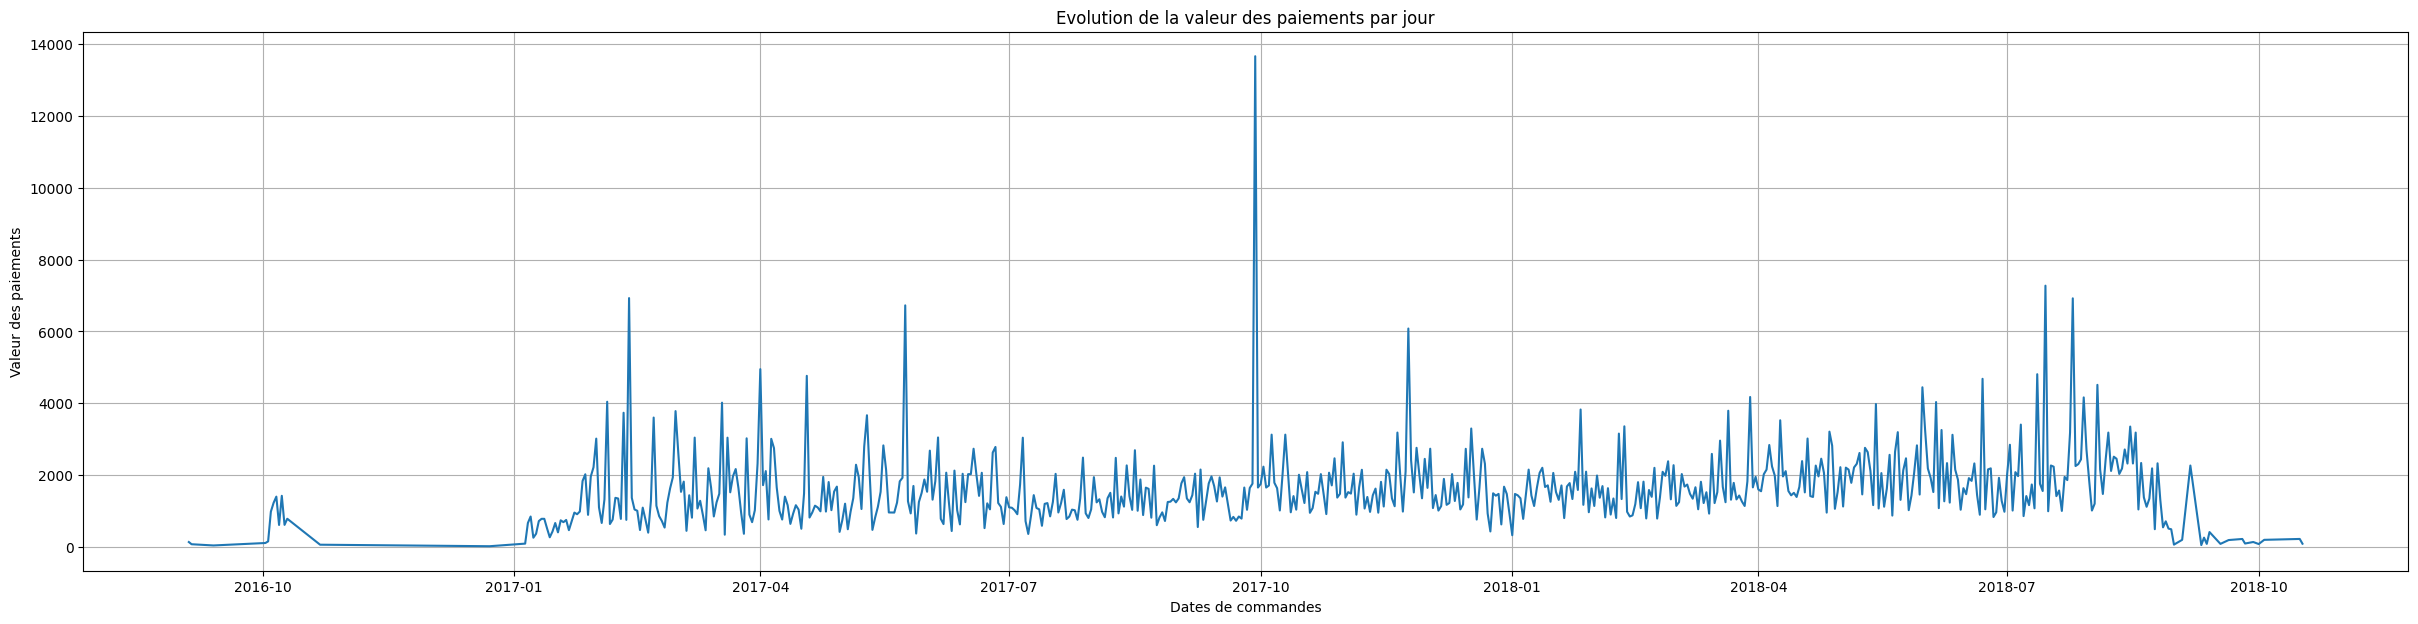 Evolution de la valeur des paiements par jour
Valeur des paiements
14000
12000
10000
8000
6000
4000
2000
0
2016-10 2017-01 2017-04 2017-07 2017-10 2018-01 2018-04 2018-07 2018-10
Dates de commandes